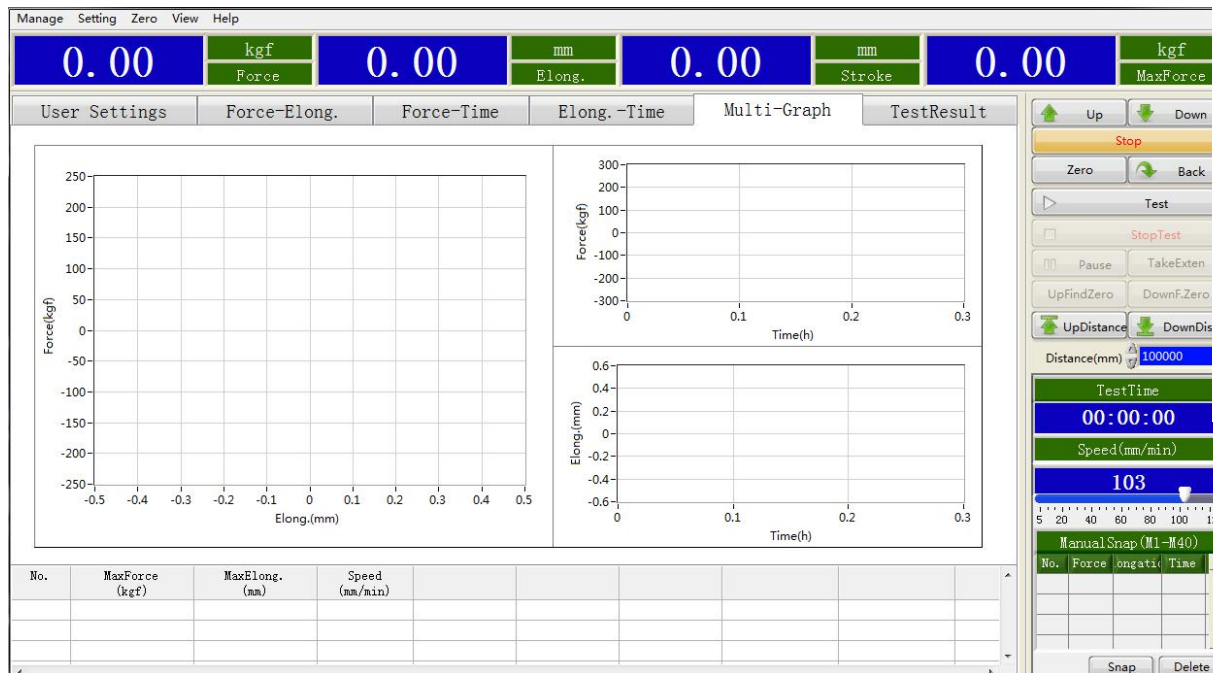 Manage Setting Zero View Help
0.00 kgf Force 0.00 mm Elong. 0.00 mm Stroke 0.00 kgf MaxForce
User Settings Force-Elong. Force-Time Elong.-Time Multi-Graph TestResult
250
200
150
100
50
0
-50
-100
-150
-200
-250
Force(kgf)
-0.5 -0.4 -0.3 -0.2 -0.1 0 0.1 0.2 0.3 0.4 0.5
Elong.(mm)
300
200
100
0
-100
-200
-300
Force(kgf)
0 0.1 0.2 0.3
Time(h)
0.6
0.4
0.2
0
-0.2
-0.4
-0.6
Elong.(mm)
0 0.1 0.2 0.3
Time(h)
No. MaxForce MaxElong. Speed
(kgf) (mm) (mm/min)
Up Down
Stop
Zero Back
Test
StopTest
Pause TakeExten
UpFindZero DownF.Zero
UpDistance DownDis
Distance(mm) 100000
TestTime
00:00:00
Speed(mm/min)
103
5 20 40 60 80 100
ManualSnap(M1-M40)
No. Force ongati Time
Snap Delete